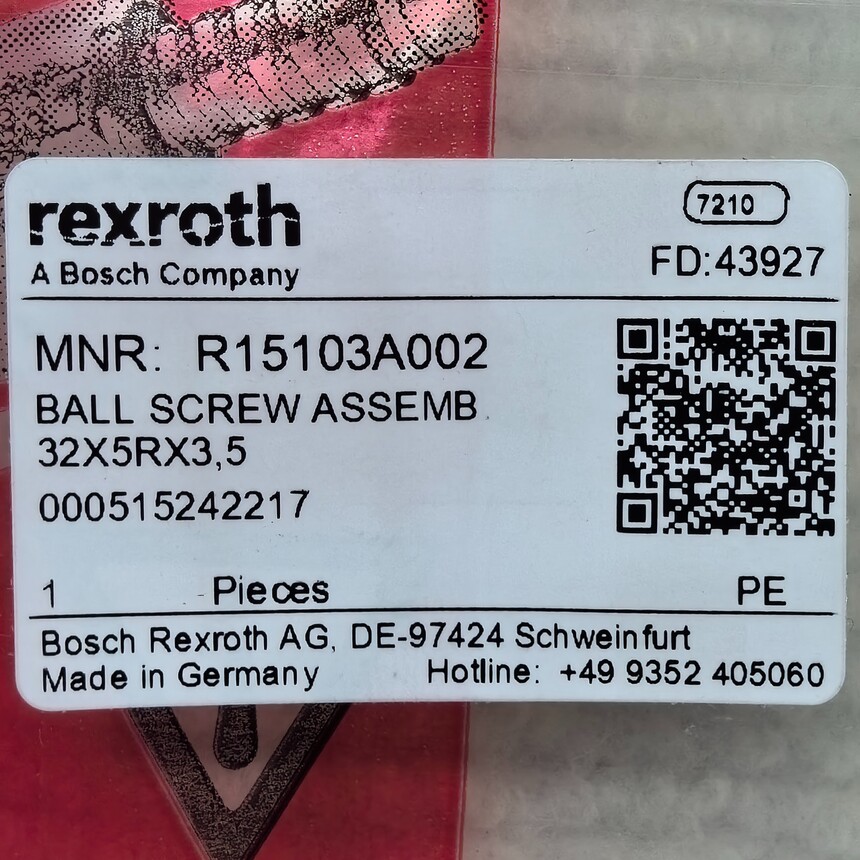 rexroth
A Bosch Company
7210
FD:43927
MNR: R15103A002
BALL SCREW ASSEMB
32X5RX3,5
000515242217
1 Pieces PE
Bosch Rexroth AG, DE-97424 Schweinfurt
Made in Germany Hotline: +49 9352 405060